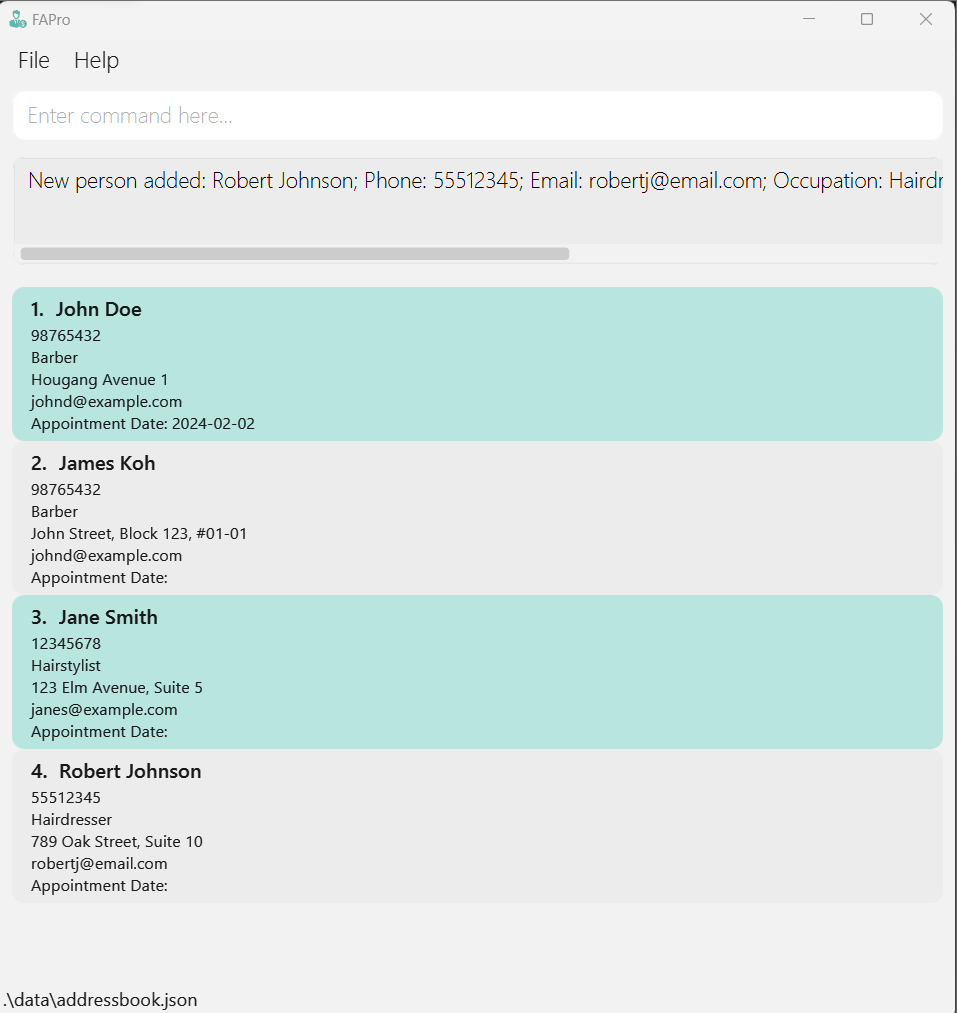 FAPro
File Help
Enter command here...
New person added: Robert Johnson; Phone: 55512345; Email: robertj@email.com; Occupation: Haird
1. John Doe
98765432
Barber
Hougang Avenue 1
johnd@example.com
Appointment Date: 2024-02-02
2. James Koh
98765432
Barber
John Street, Block 123, #01-01
johnd@example.com
Appointment Date:
3. Jane Smith
12345678
Hairstylist
123 Elm Avenue, Suite 5
janes@example.com
Appointment Date:
4. Robert Johnson
55512345
Hairdresser
789 Oak Street, Suite 10
robertj@email.com
Appointment Date:
.\data\addressbook.json